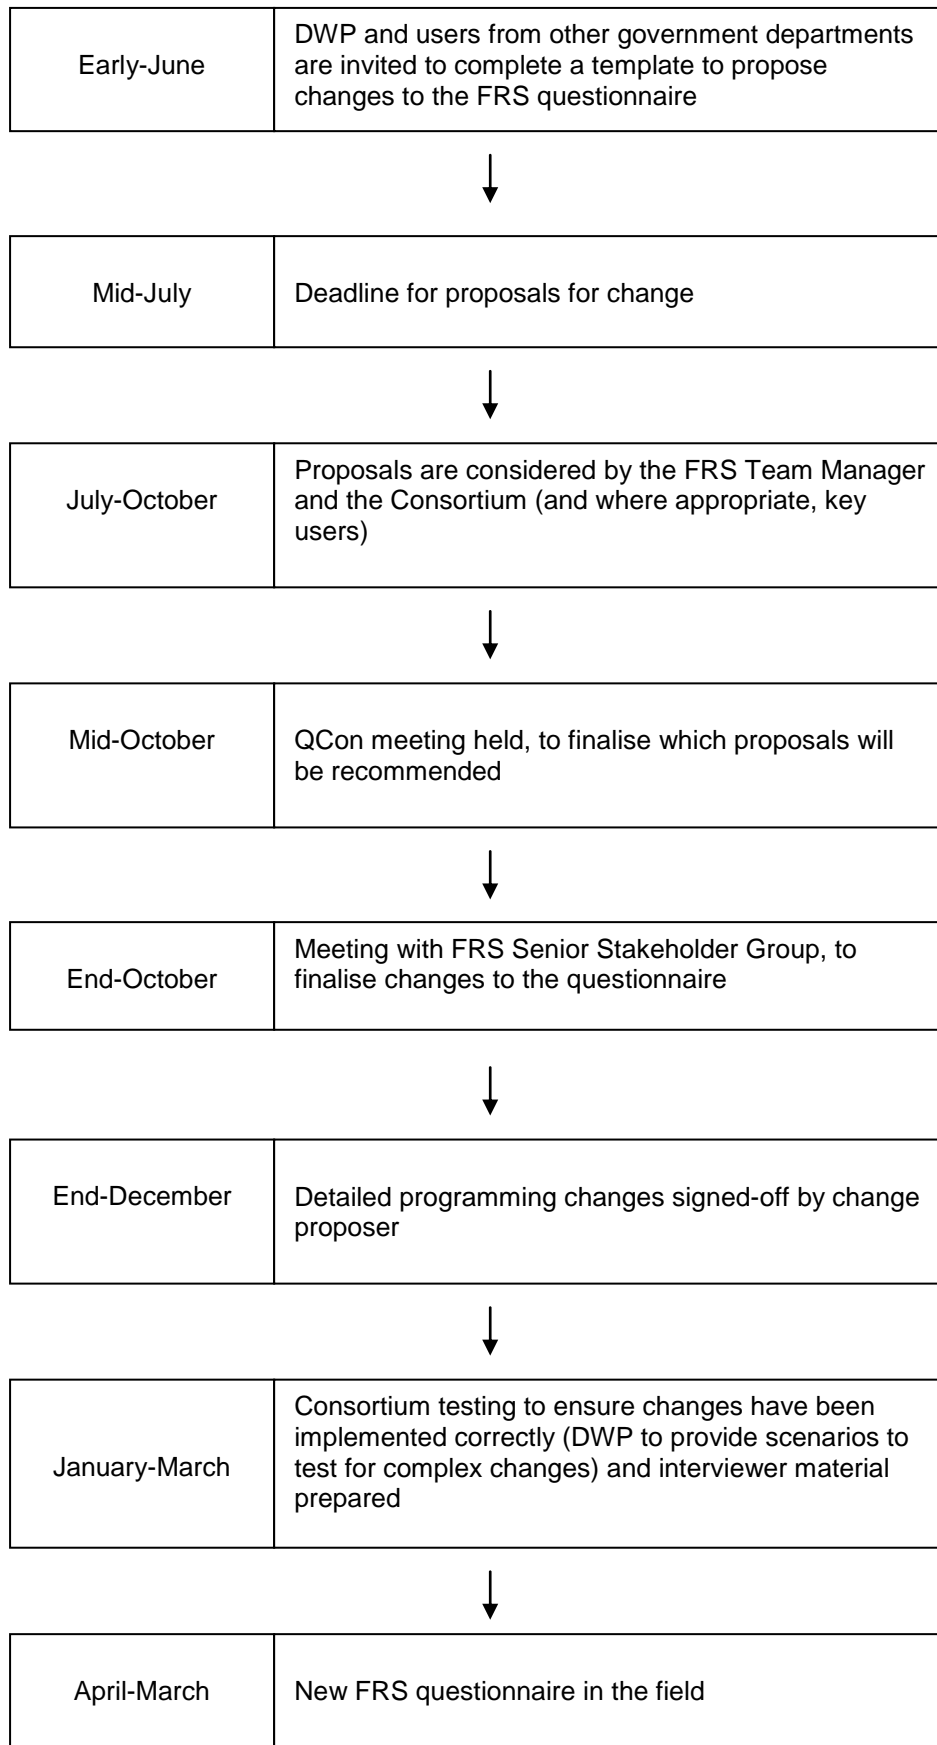 Early-June
DWP and users from other government departments
are invited to complete a template to propose
changes to the FRS questionnaire
Mid-July
Deadline for proposals for change
July-October
Proposals are considered by the FRS Team Manager
and the Consortium (and where appropriate, key
users)
Mid-October
QCon meeting held, to finalise which proposals will
be recommended
End-October
Meeting with FRS Senior Stakeholder Group, to
finalise changes to the questionnaire
End-December
Detailed programming changes signed-off by change
proposer
January-March
Consortium testing to ensure changes have been
implemented correctly (DWP to provide scenarios to
test for complex changes) and interviewer material
prepared
April-March
New FRS questionnaire in the field